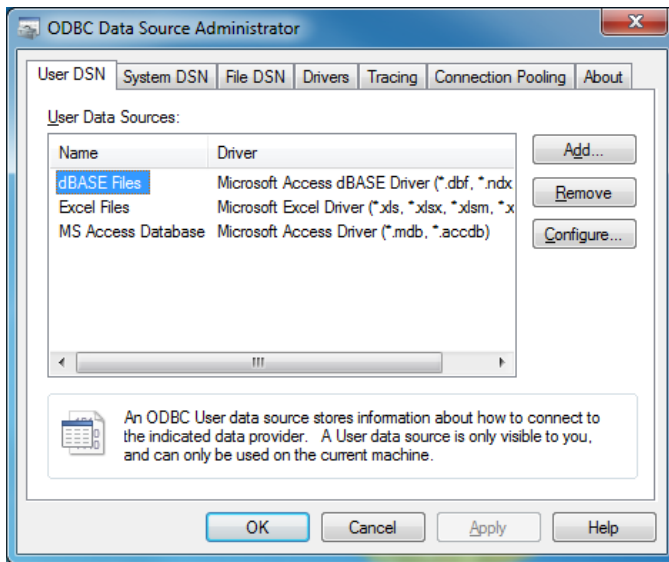 ODBC Data Source Administrator
User DSN System DSN File DSN Drivers Tracing Connection Pooling About
User Data Sources:
Name Driver
dBASE Files Microsoft Access dBASE Driver (*.dbf, *.ndx
Excel Files Microsoft Excel Driver (*.xls, *.xlsx, *.xlsm, *.x
MS Access Database Microsoft Access Driver (*.mdb, *.accdb)
Add...
Remove
Configure...
An ODBC User data source stores information about how to connect to
the indicated data provider. A User data source is only visible to you,
and can only be used on the current machine.
OK Cancel Apply Help